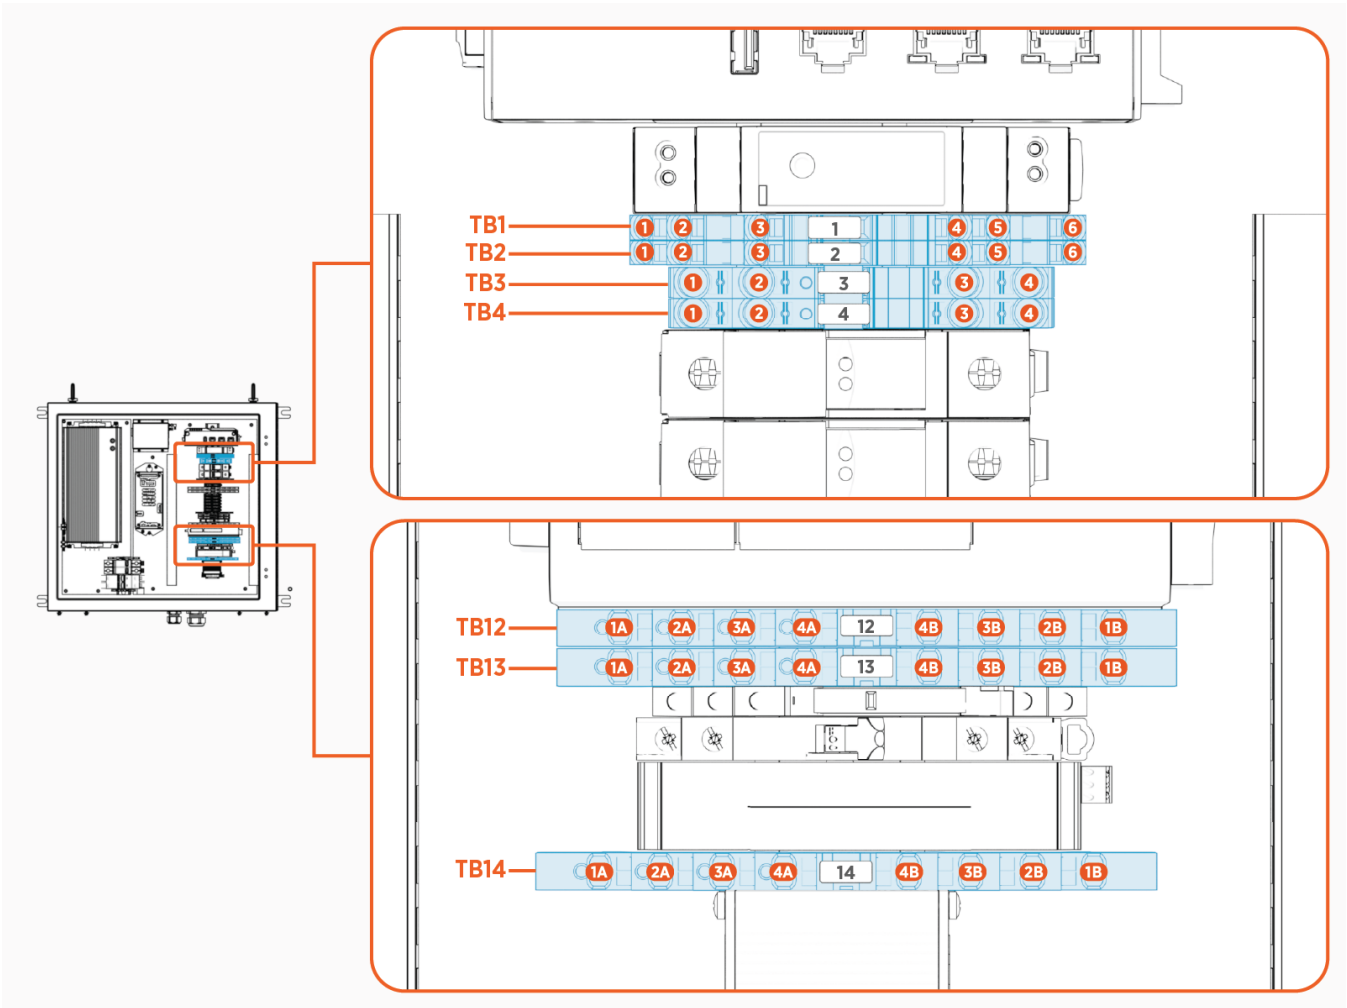 TB1 1 2 3 1 4 5 6
TB2 1 2 3 2 4 5 6
TB3 1 2 3 3 4
TB4 1 2 4 3 4
TB12 1A 2A 3A 4A 12 4B 3B 2B 1B
TB13 1A 2A 3A 4A 13 4B 3B 2B 1B
TB14 1A 2A 3A 4A 14 4B 3B 2B 1B